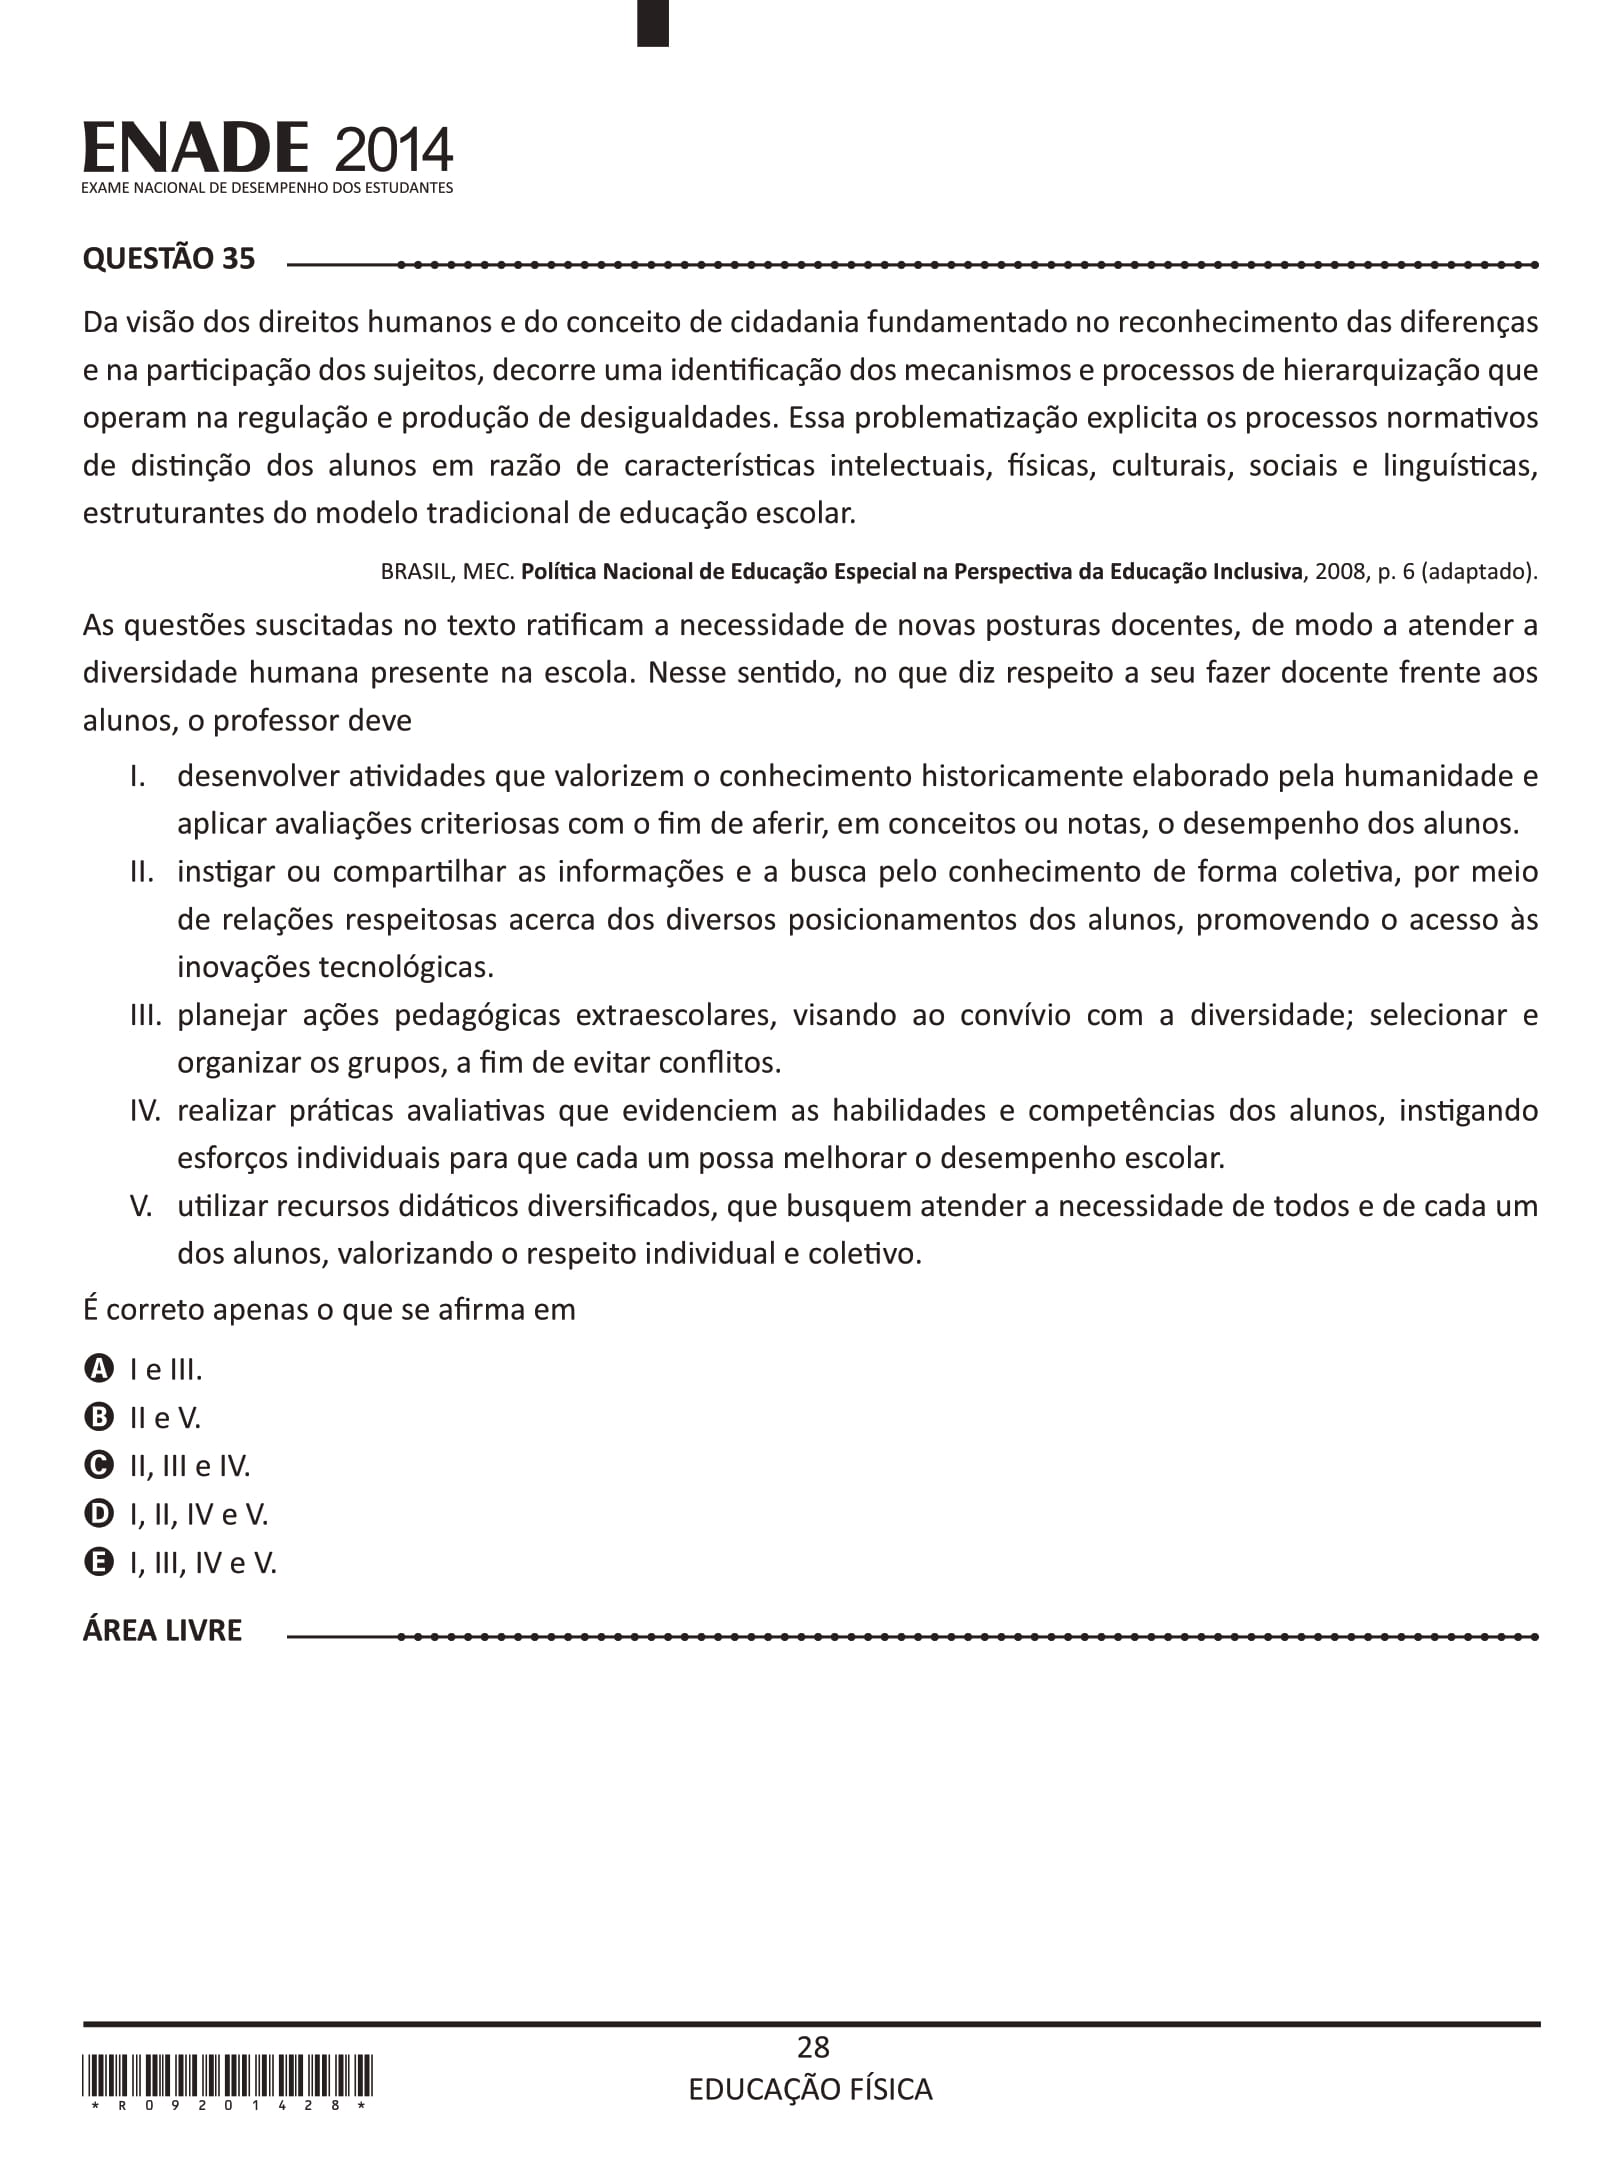 ENADE 2014
EXAME NACIONAL DE DESEMPENHO DOS ESTUDANTES
QUESTÃO 35
Da visão dos direitos humanos e do conceito de cidadania fundamentado no reconhecimento das diferenças
e na participação dos sujeitos, decorre uma identificação dos mecanismos e processos de hierarquização que
operam na regulação e produção de desigualdades. Essa problematização explicita os processos normativos
de distinção dos alunos em razão de características intelectuais, físicas, culturais, sociais e linguísticas,
estruturantes do modelo tradicional de educação escolar.
BRASIL, MEC. Política Nacional de Educação Especial na Perspectiva da Educação Inclusiva, 2008, p. 6 (adaptado).
As questões suscitadas no texto ratificam a necessidade de novas posturas docentes, de modo a atender a
diversidade humana presente na escola. Nesse sentido, no que diz respeito a seu fazer docente frente aos
alunos, o professor deve
I. desenvolver atividades que valorizem o conhecimento historicamente elaborado pela humanidade e
aplicar avaliações criteriosas com o fim de aferir, em conceitos ou notas, o desempenho dos alunos.
II. instigar ou compartilhar as informações e a busca pelo conhecimento de forma coletiva, por meio
de relações respeitosas acerca dos diversos posicionamentos dos alunos, promovendo o acesso às
inovações tecnológicas.
III. planejar ações pedagógicas extraescolares, visando ao convívio com a diversidade; selecionar e
organizar os grupos, a fim de evitar conflitos.
IV. realizar práticas avaliativas que evidenciem as habilidades e competências dos alunos, instigando
esforços individuais para que cada um possa melhorar o desempenho escolar.
V. utilizar recursos didáticos diversificados, que busquem atender a necessidade de todos e de cada um
dos alunos, valorizando o respeito individual e coletivo.
É correto apenas o que se afirma em
A I e III.
B II e V.
C II, III e IV.
D I, II, IV e V.
E I, III, IV e V.
ÁREA LIVRE
28
EDUCAÇÃO FÍSICA
* R 0 9 2 0 1 4 2 8 *